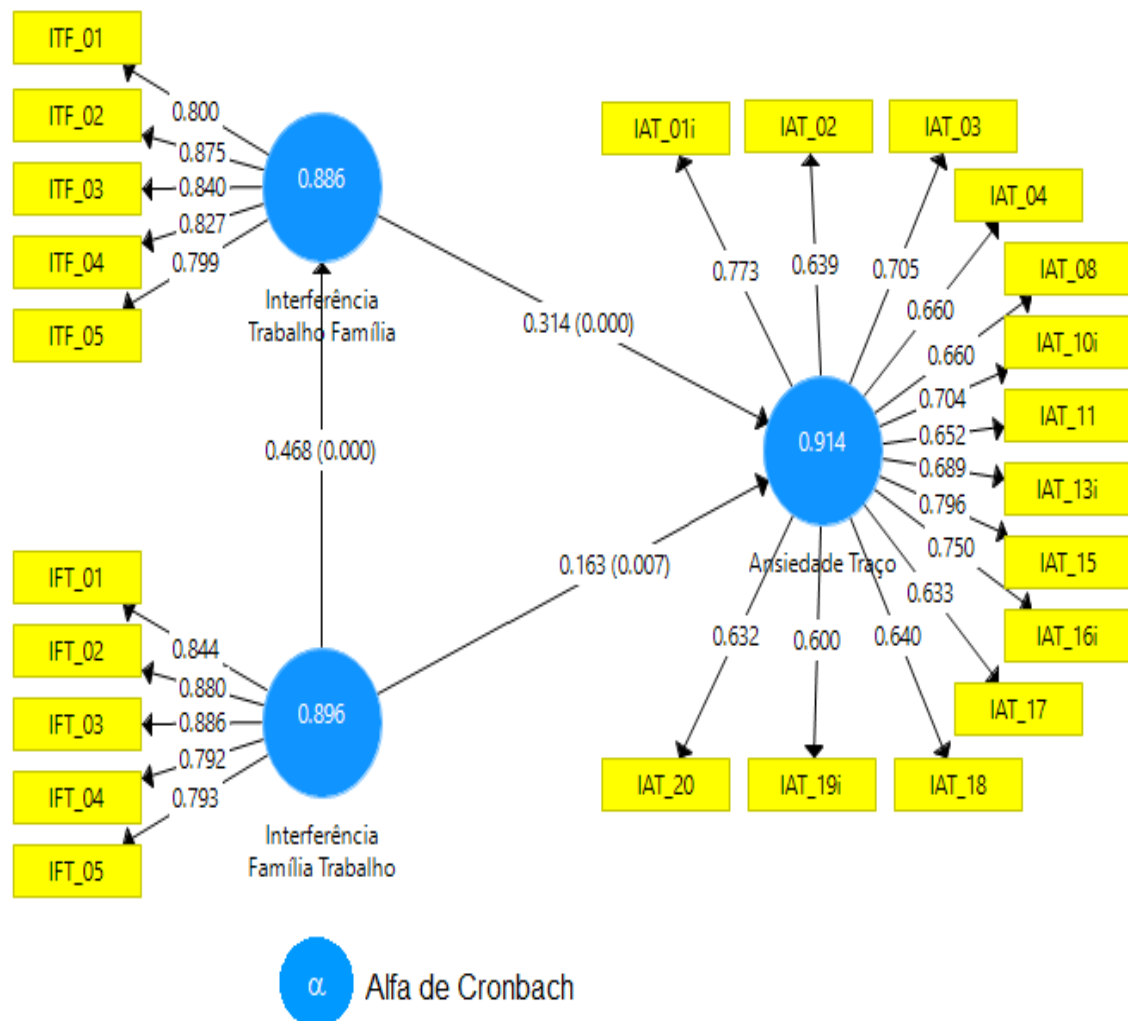 ITF_01
ITF_02
ITF_03
ITF_04
ITF_05
0.800
0.875
0.840
0.827
0.799
0.886
Interferência
Trabalho Família
0.314 (0.000)
0.468 (0.000)
IFT_01
IFT_02
IFT_03
IFT_04
IFT_05
0.844
0.880
0.886
0.792
0.793
0.896
Interferência
Família Trabalho
0.163 (0.007)
IAT_01i
IAT_02
IAT_03
IAT_04
IAT_08
IAT_10i
IAT_11
IAT_13i
IAT_15
IAT_16i
IAT_17
IAT_18
IAT_19i
IAT_20
0.773
0.639
0.705
0.660
0.660
0.704
0.652
0.689
0.796
0.750
0.633
0.640
0.600
0.632
0.914
Ansiedade Traço
α Alfa de Cronbach